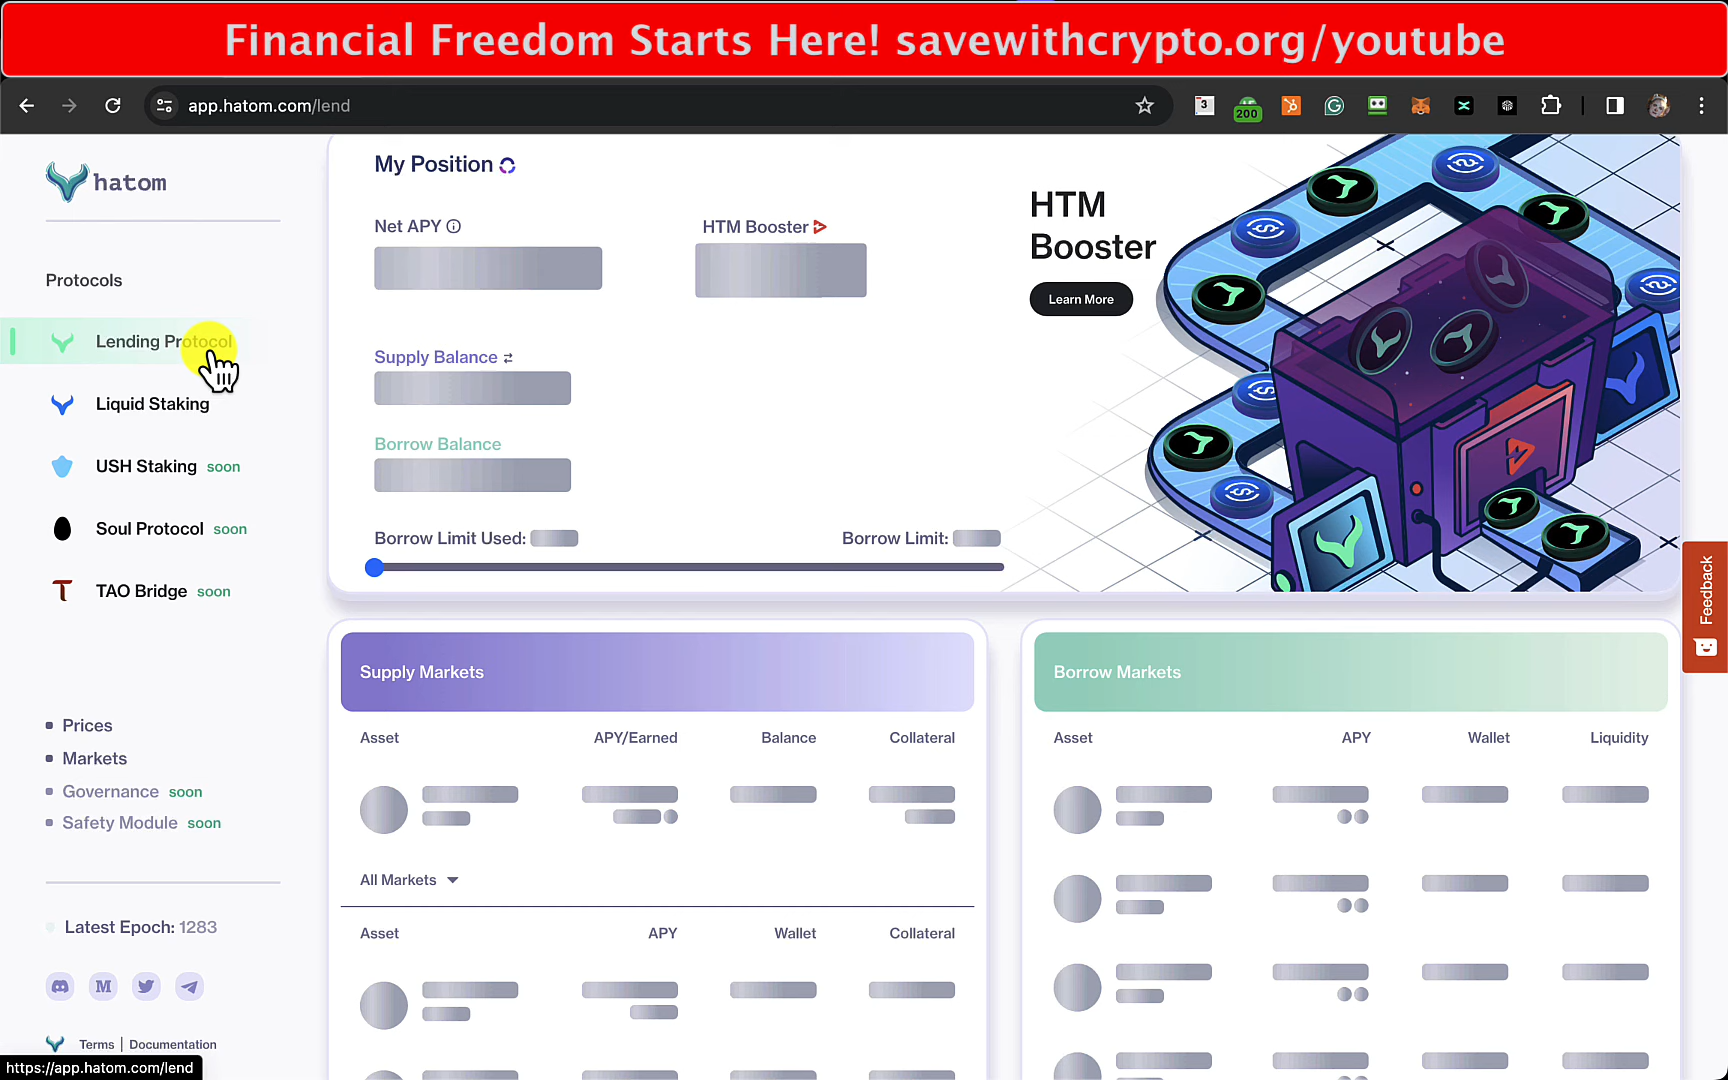 Financial Freedom Starts Here! savewithcrypto.org/youtube
app.hatom.com/lend
3
200
hatom
Protocols
Lending Protocol
Liquid Staking
USH Staking soon
Soul Protocol soon
TAO Bridge soon
Prices
Markets
Governance soon
Safety Module soon
Latest Epoch: 1283
M
Terms | Documentation
https://app.hatom.com/lend
My Position
Net APY
HTM Booster
Supply Balance
Borrow Balance
Borrow Limit Used:
Borrow Limit:
HTM
Booster
Learn More
Feedback
Supply Markets
Asset APY/Earned Balance Collateral
All Markets
Asset APY Wallet Collateral
Borrow Markets
Asset APY Wallet Liquidity